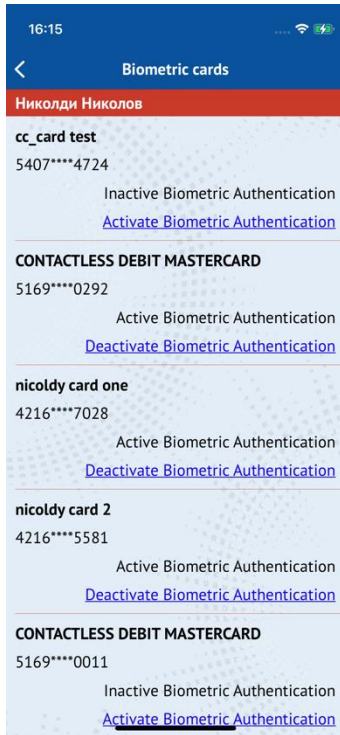 16:15
Biometric cards
Николди Николов
cc_card test
5407****4724
Inactive Biometric Authentication
Activate Biometric Authentication
CONTACTLESS DEBIT MASTERCARD
5169****0292
Active Biometric Authentication
Deactivate Biometric Authentication
nicoldy card one
4216****7028
Active Biometric Authentication
Deactivate Biometric Authentication
nicoldy card 2
4216****5581
Active Biometric Authentication
Deactivate Biometric Authentication
CONTACTLESS DEBIT MASTERCARD
5169****0011
Inactive Biometric Authentication
Activate Biometric Authentication